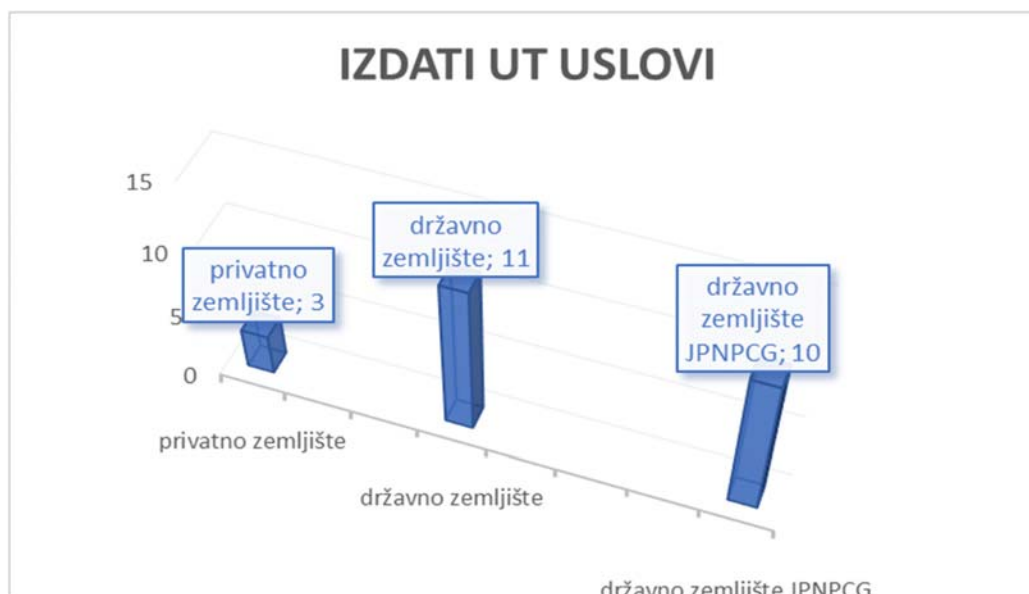 IZDATI UT USLOVI
15
10
5
0
privatno
zemljište; 3
državno
zemljište; 11
državno
zemljište
JPNPCG; 10
privatno zemljište
državno zemljište
državno zemljište JPNPCG